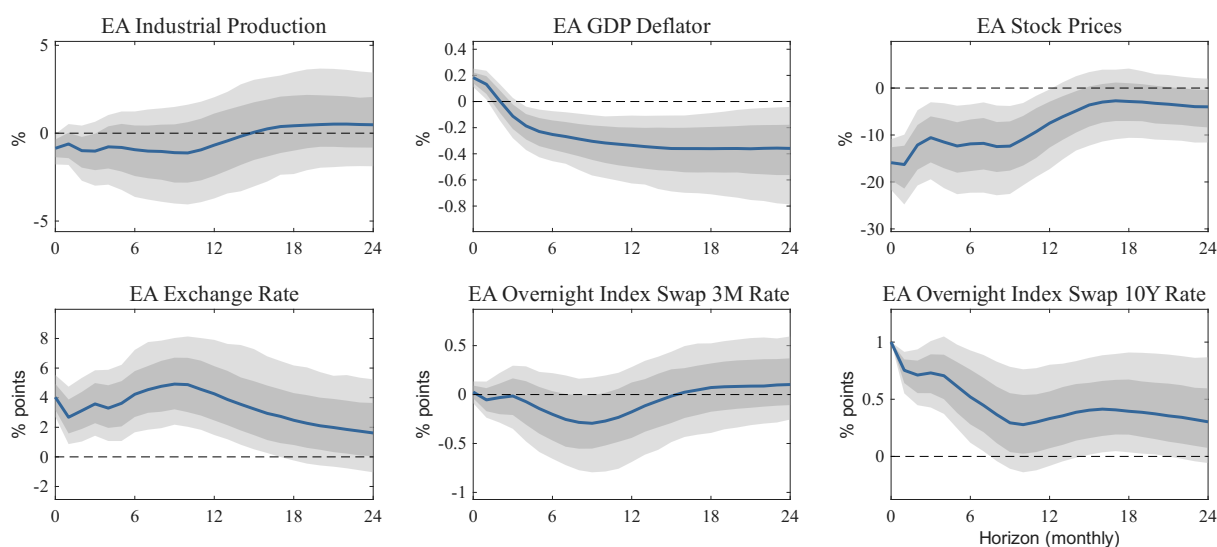 EA Industrial Production
5
0
-5
%
0 6 12 18 24
EA GDP Deflator
0.4
0.2
0
-0.2
-0.4
-0.6
-0.8
%
0 6 12 18 24
EA Stock Prices
0
-10
-20
-30
%
0 6 12 18 24
EA Exchange Rate
8
6
4
2
0
-2
% points
0 6 12 18 24
EA Overnight Index Swap 3M Rate
0.5
0
-0.5
-1
% points
0 6 12 18 24
EA Overnight Index Swap 10Y Rate
1
0.5
0
% points
0 6 12 18 24
Horizon (monthly)